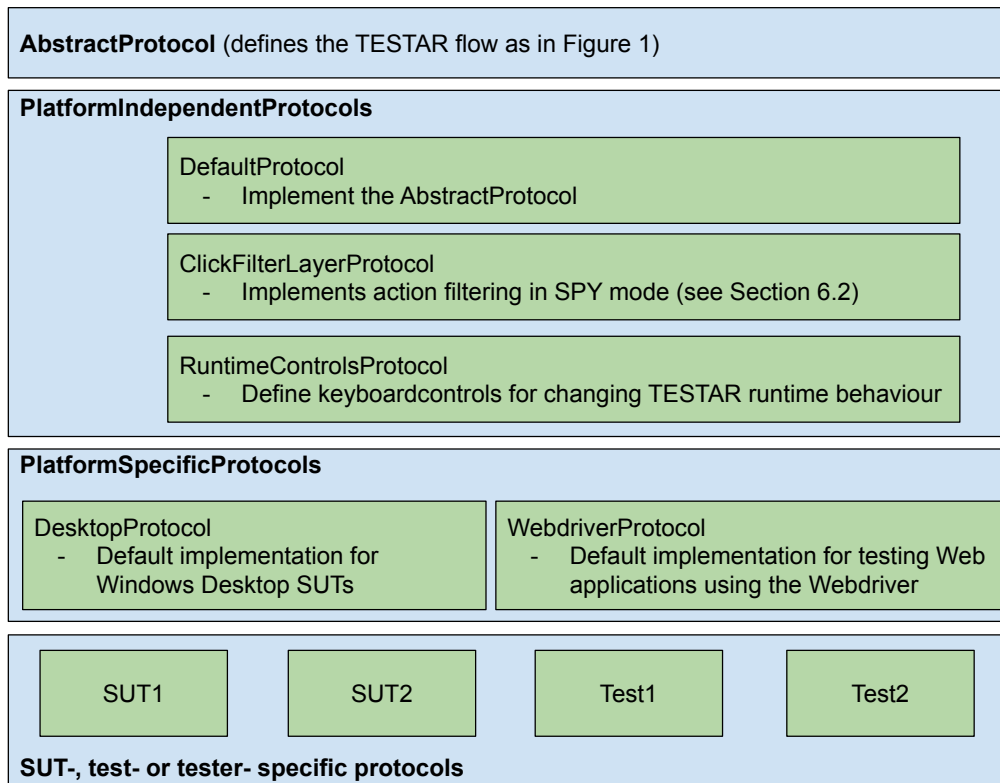 AbstractProtocol (defines the TESTAR flow as in Figure 1)
PlatformIndependentProtocols
DefaultProtocol
- Implement the AbstractProtocol
ClickFilterLayerProtocol
- Implements action filtering in SPY mode (see Section 6.2)
RuntimeControlsProtocol
- Define keyboardcontrols for changing TESTAR runtime behaviour
PlatformSpecificProtocols
DesktopProtocol
- Default implementation for
Windows Desktop SUTs
WebdriverProtocol
- Default implementation for testing Web
applications using the Webdriver
SUT1
SUT2
Test1
Test2
SUT-, test- or tester- specific protocols